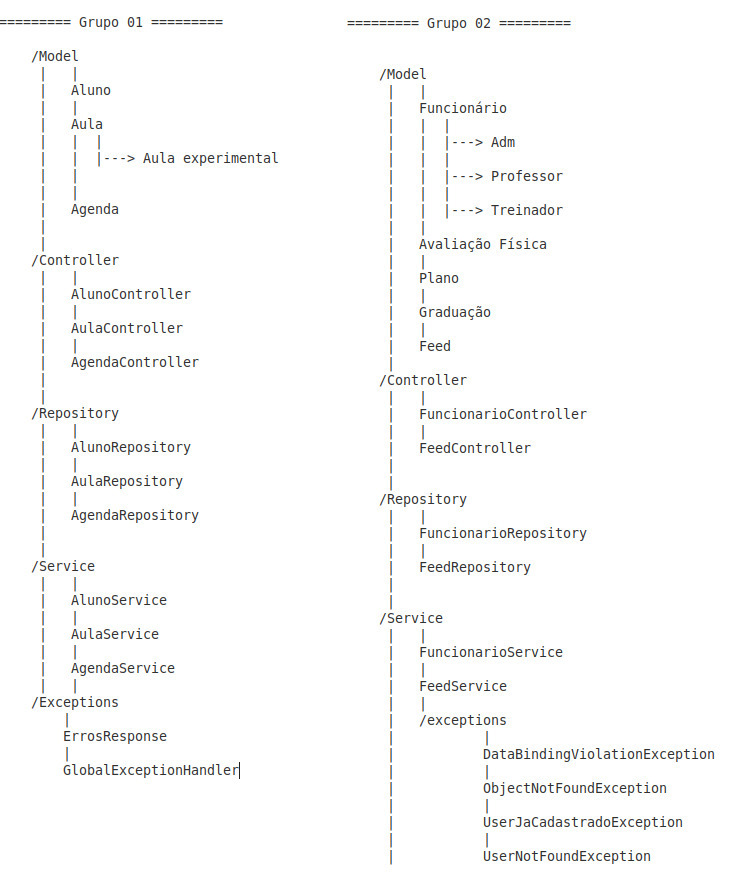 ========= Grupo 01 =========
/Model
| |
| Aluno
| |
| Aula
| | |
| | |---> Aula experimental
| |
| |
| Agenda
|
|
/Controller
| |
| AlunoController
| |
| AulaController
| |
| AgendaController
|
|
/Repository
| |
| AlunoRepository
| |
| AulaRepository
| |
| AgendaRepository
|
|
/Service
| |
| AlunoService
| |
| AulaService
| |
| AgendaService
| |
/Exceptions
|
ErrosResponse
|
GlobalExceptionHandler
========= Grupo 02 =========
/Model
| |
| Funcionário
| | |
| | |---> Adm
| | |
| | |---> Professor
| | |
| | |---> Treinador
| |
| Avaliação Física
| |
| Plano
| |
| Graduação
| |
| Feed
|
/Controller
| |
| FuncionarioController
| |
| FeedController
|
|
/Repository
| |
| FuncionarioRepository
| |
| FeedRepository
|
|
/Service
| |
| FuncionarioService
| |
| FeedService
| |
| /exceptions
| |
| DataBindingViolationException
| |
| ObjectNotFoundException
| |
| UserJaCadastradoException
| |
| UserNotFoundException